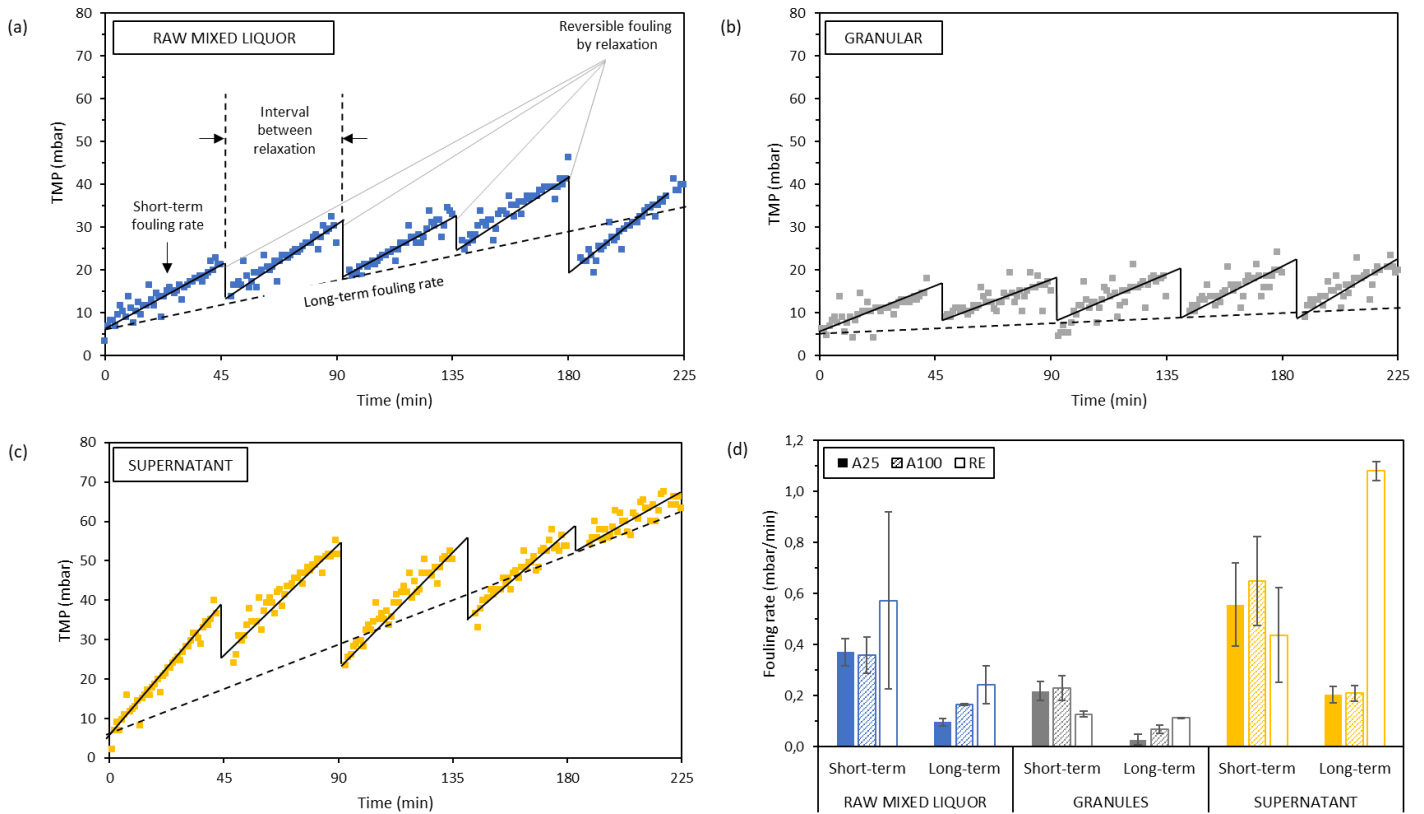 (a)
RAW MIXED LIQUOR
Reversible fouling
by relaxation
Interval
between
relaxation
Short-term
fouling rate
Long-term fouling rate
TMP (mbar)
80
70
60
50
40
30
20
10
0
0 45 90 135 180 225
Time (min)
(b)
GRANULAR
TMP (mbar)
80
70
60
50
40
30
20
10
0
0 45 90 135 180 225
Time (min)
(c)
SUPERNATANT
TMP (mbar)
80
70
60
50
40
30
20
10
0
0 45 90 135 180 225
Time (min)
(d)
A25 A100 RE
Fouling rate (mbar/min)
1,2
1,0
0,8
0,6
0,4
0,2
0,0
Short-term Long-term Short-term Long-term Short-term Long-term
RAW MIXED LIQUOR GRANULES SUPERNATANT